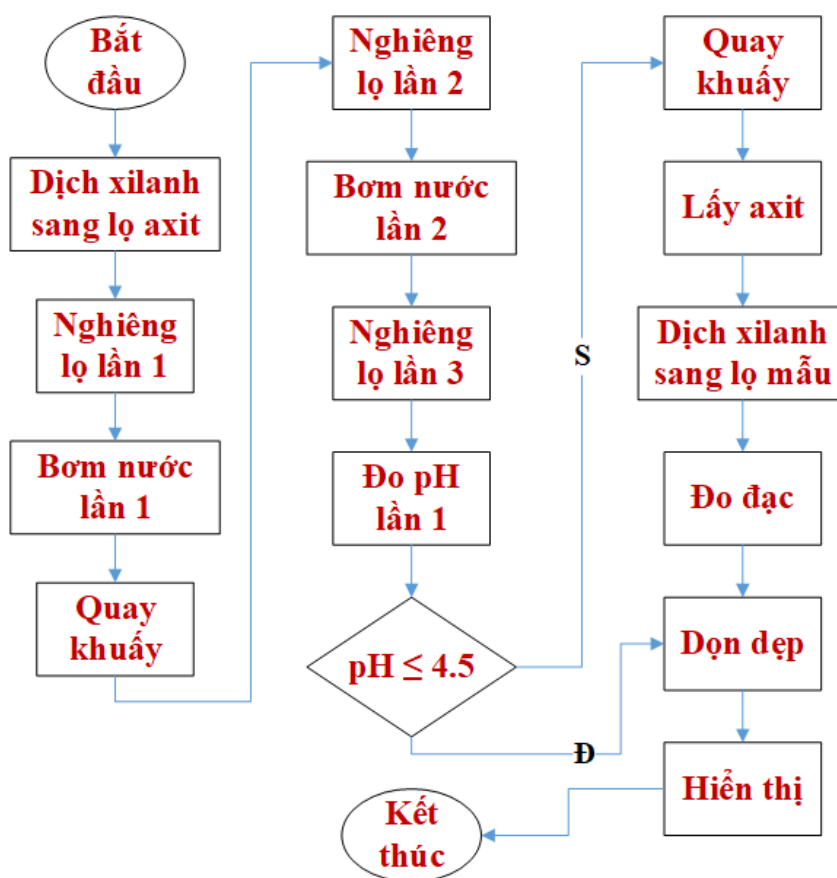 Bắt
đầu
Dịch xilanh
sang lọ axit
Nghiêng
lọ lần 1
Bơm nước
lần 1
Quay
khuấy
Nghiêng
lọ lần 2
Bơm nước
lần 2
Nghiêng
lọ lần 3
Đo pH
lần 1
pH ≤ 4.5
S
Đ
Quay
khuấy
Lấy axit
Dịch xilanh
sang lọ mẫu
Đo đạc
Dọn dẹp
Hiển thị
Kết
thúc